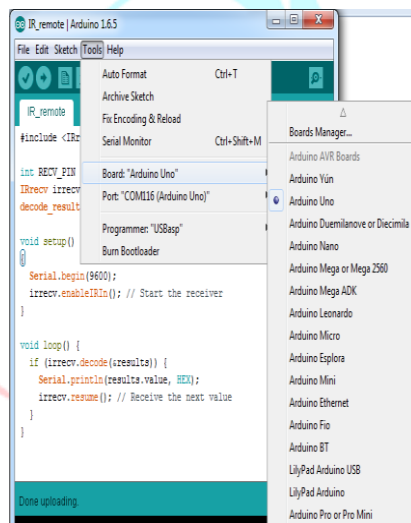 IR_remote | Arduino 1.6.5
File Edit Sketch Tools Help
IR_remote
Auto Format Ctrl+T
Archive Sketch
Fix Encoding & Reload
Serial Monitor Ctrl+Shift+M
Board: "Arduino Uno"
Port: "COM116 (Arduino Uno)"
Programmer: "USBasp"
Burn Bootloader
Boards Manager...
Arduino AVR Boards
Arduino Yún
Arduino Uno
Arduino Duemilanove or Diecimila
Arduino Nano
Arduino Mega or Mega 2560
Arduino Mega ADK
Arduino Leonardo
Arduino Micro
Arduino Esplora
Arduino Mini
Arduino Ethernet
Arduino Fio
Arduino BT
LilyPad Arduino USB
LilyPad Arduino
Arduino Pro or Pro Mini
#include <IRr
int RECV_PIN
IRrecv irrecv
decode_result
void setup()
{
Serial.begin(9600);
irrecv.enableIRIn(); // Start the receiver
}
void loop() {
if (irrecv.decode(&results)) {
Serial.println(results.value, HEX);
irrecv.resume(); // Receive the next value
}
}
Done uploading.